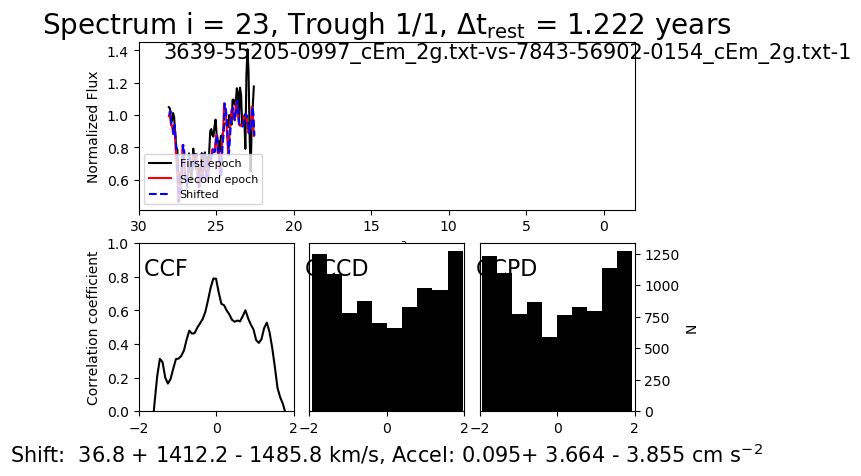 Spectrum i = 23, Trough 1/1, Δt_rest = 1.222 years
3639-55205-0997_cEm_2g.txt-vs-7843-56902-0154_cEm_2g.txt-1
Normalized Flux
1.4
1.2
1.0
0.8
0.6
First epoch
Second epoch
Shifted
30 25 20 15 10 5 0
Correlation coefficient
1.0
0.8
0.6
0.4
0.2
0.0
CCF
CCCD
CCPD
1250
1000
750
500
250
0
N
−2 0 2
−2 0 2
−2 0 2
Shift: 36.8 + 1412.2 - 1485.8 km/s, Accel: 0.095+ 3.664 - 3.855 cm s⁻²